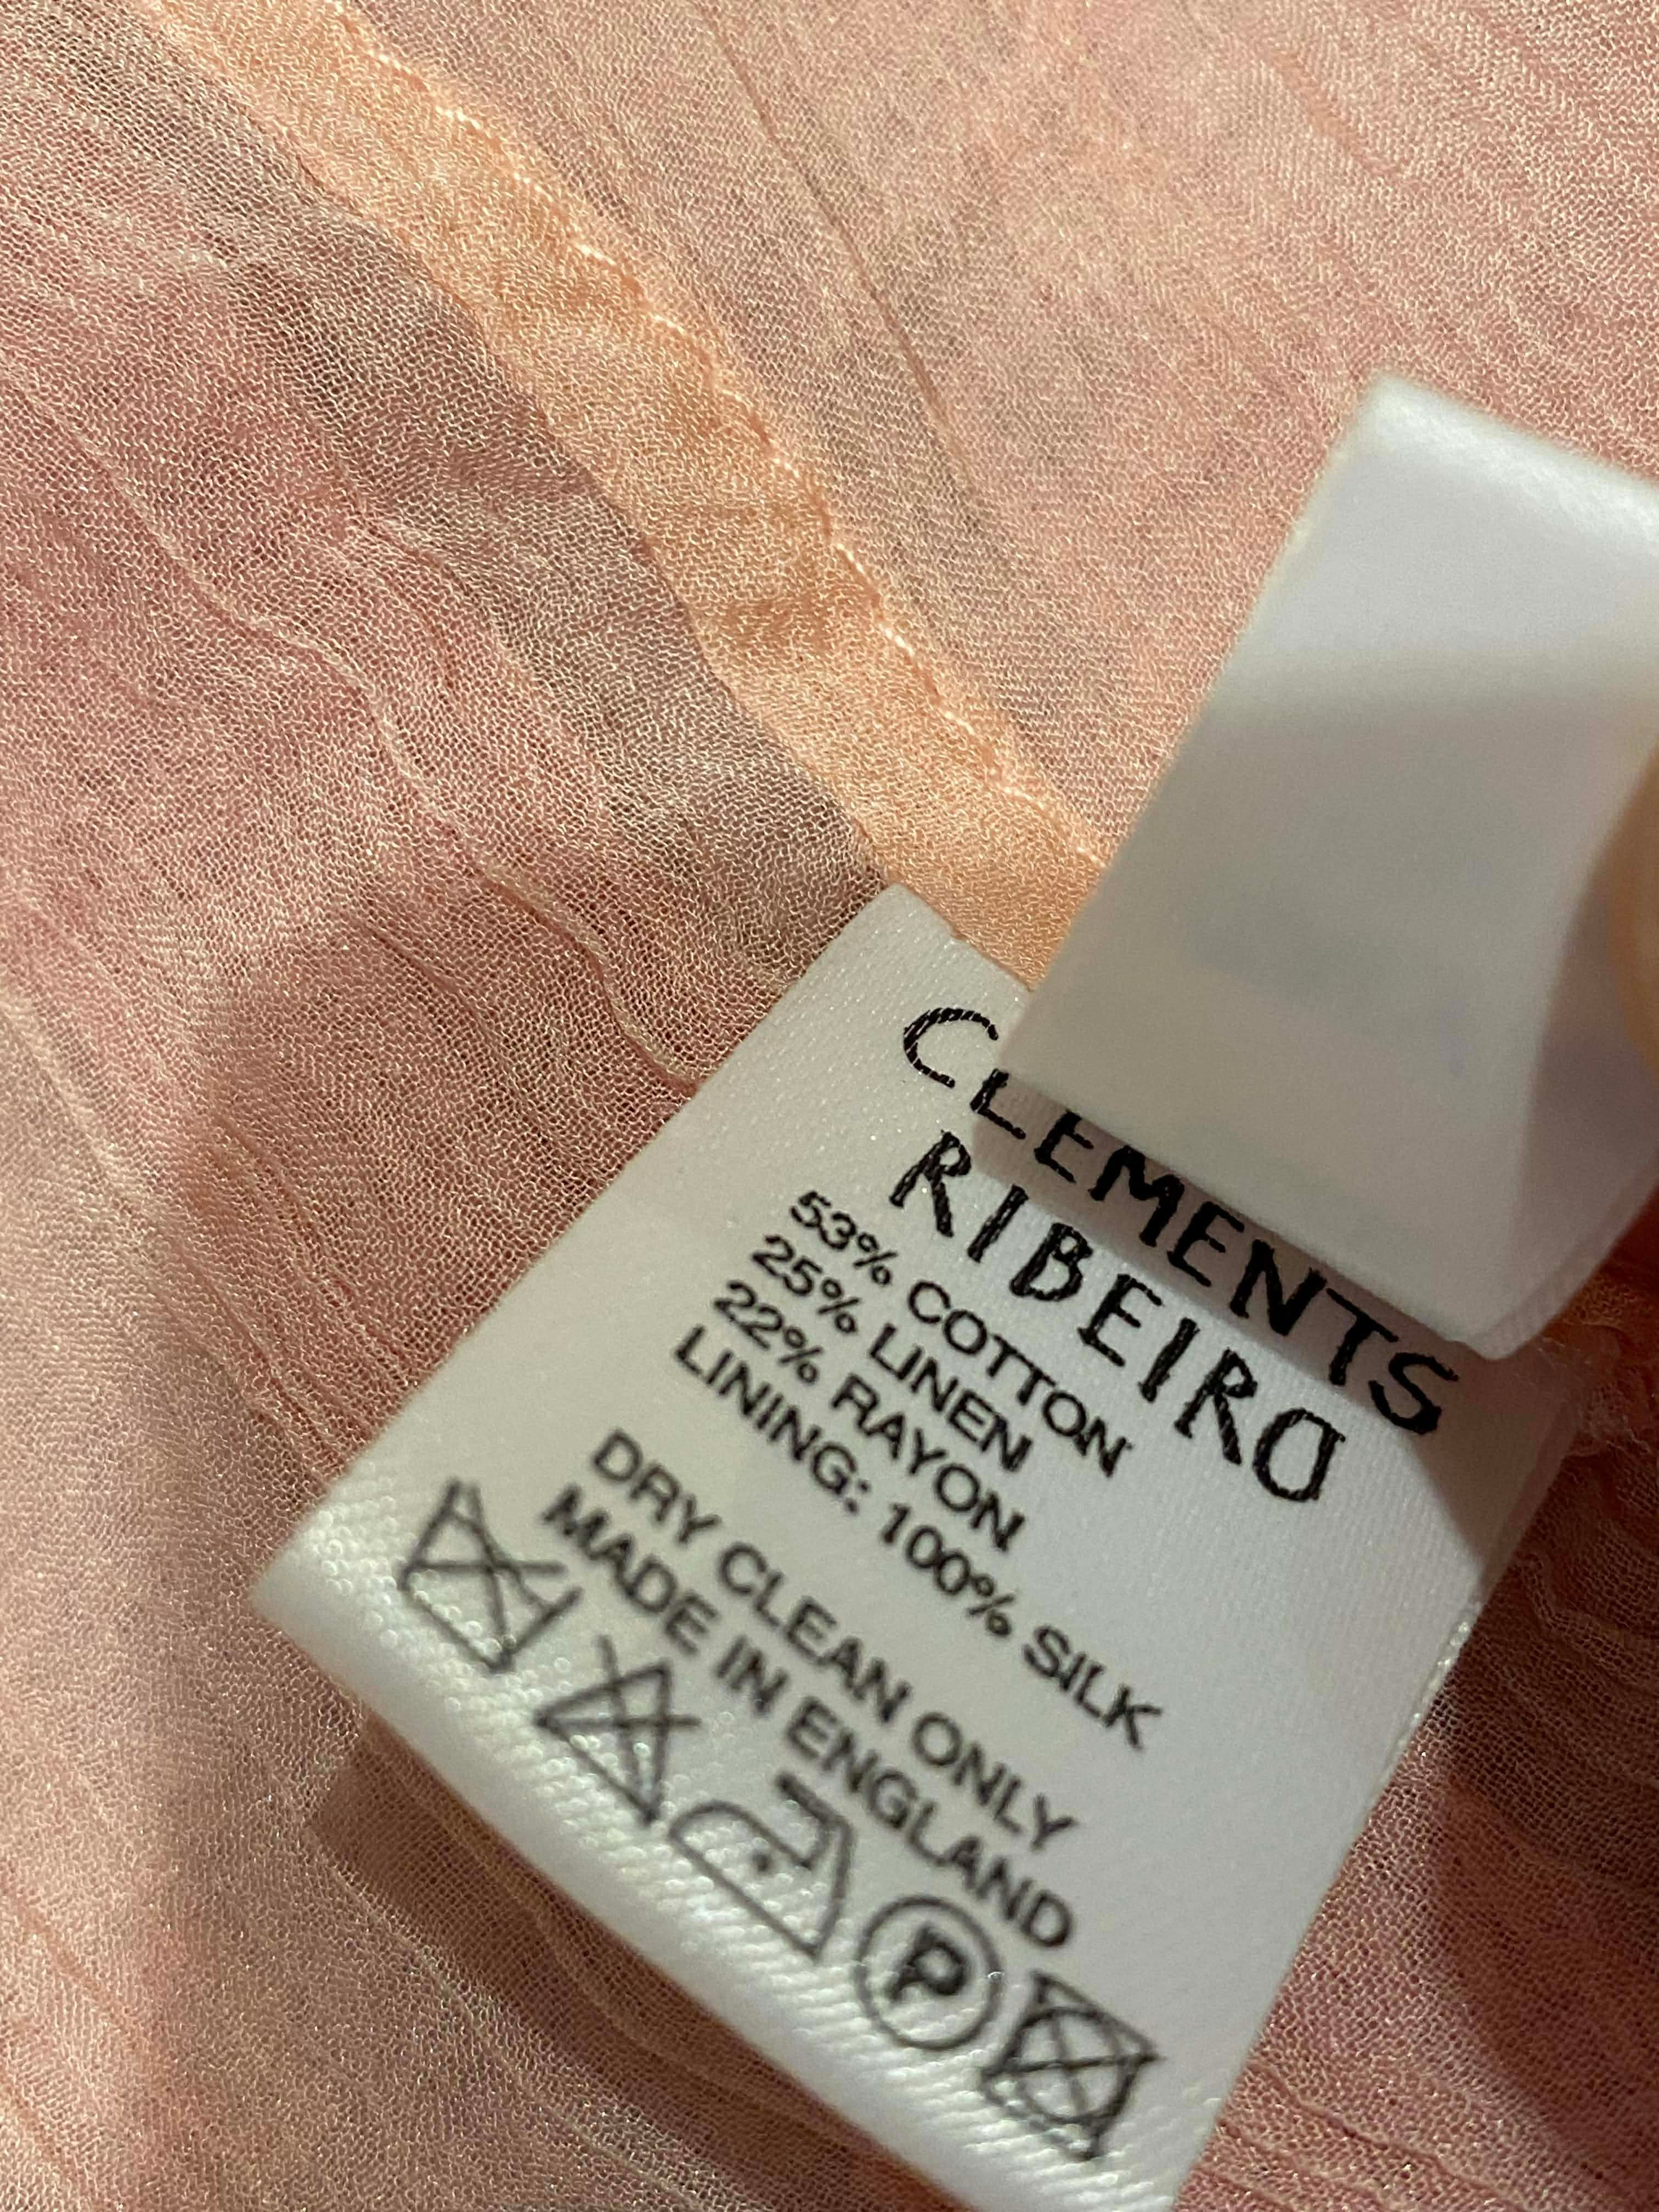 CLEMENTS
RIBEIRO
53% COTTON
25% LINEN
22% RAYON
LINING: 100% SILK
DRY CLEAN ONLY
MADE IN ENGLAND
P